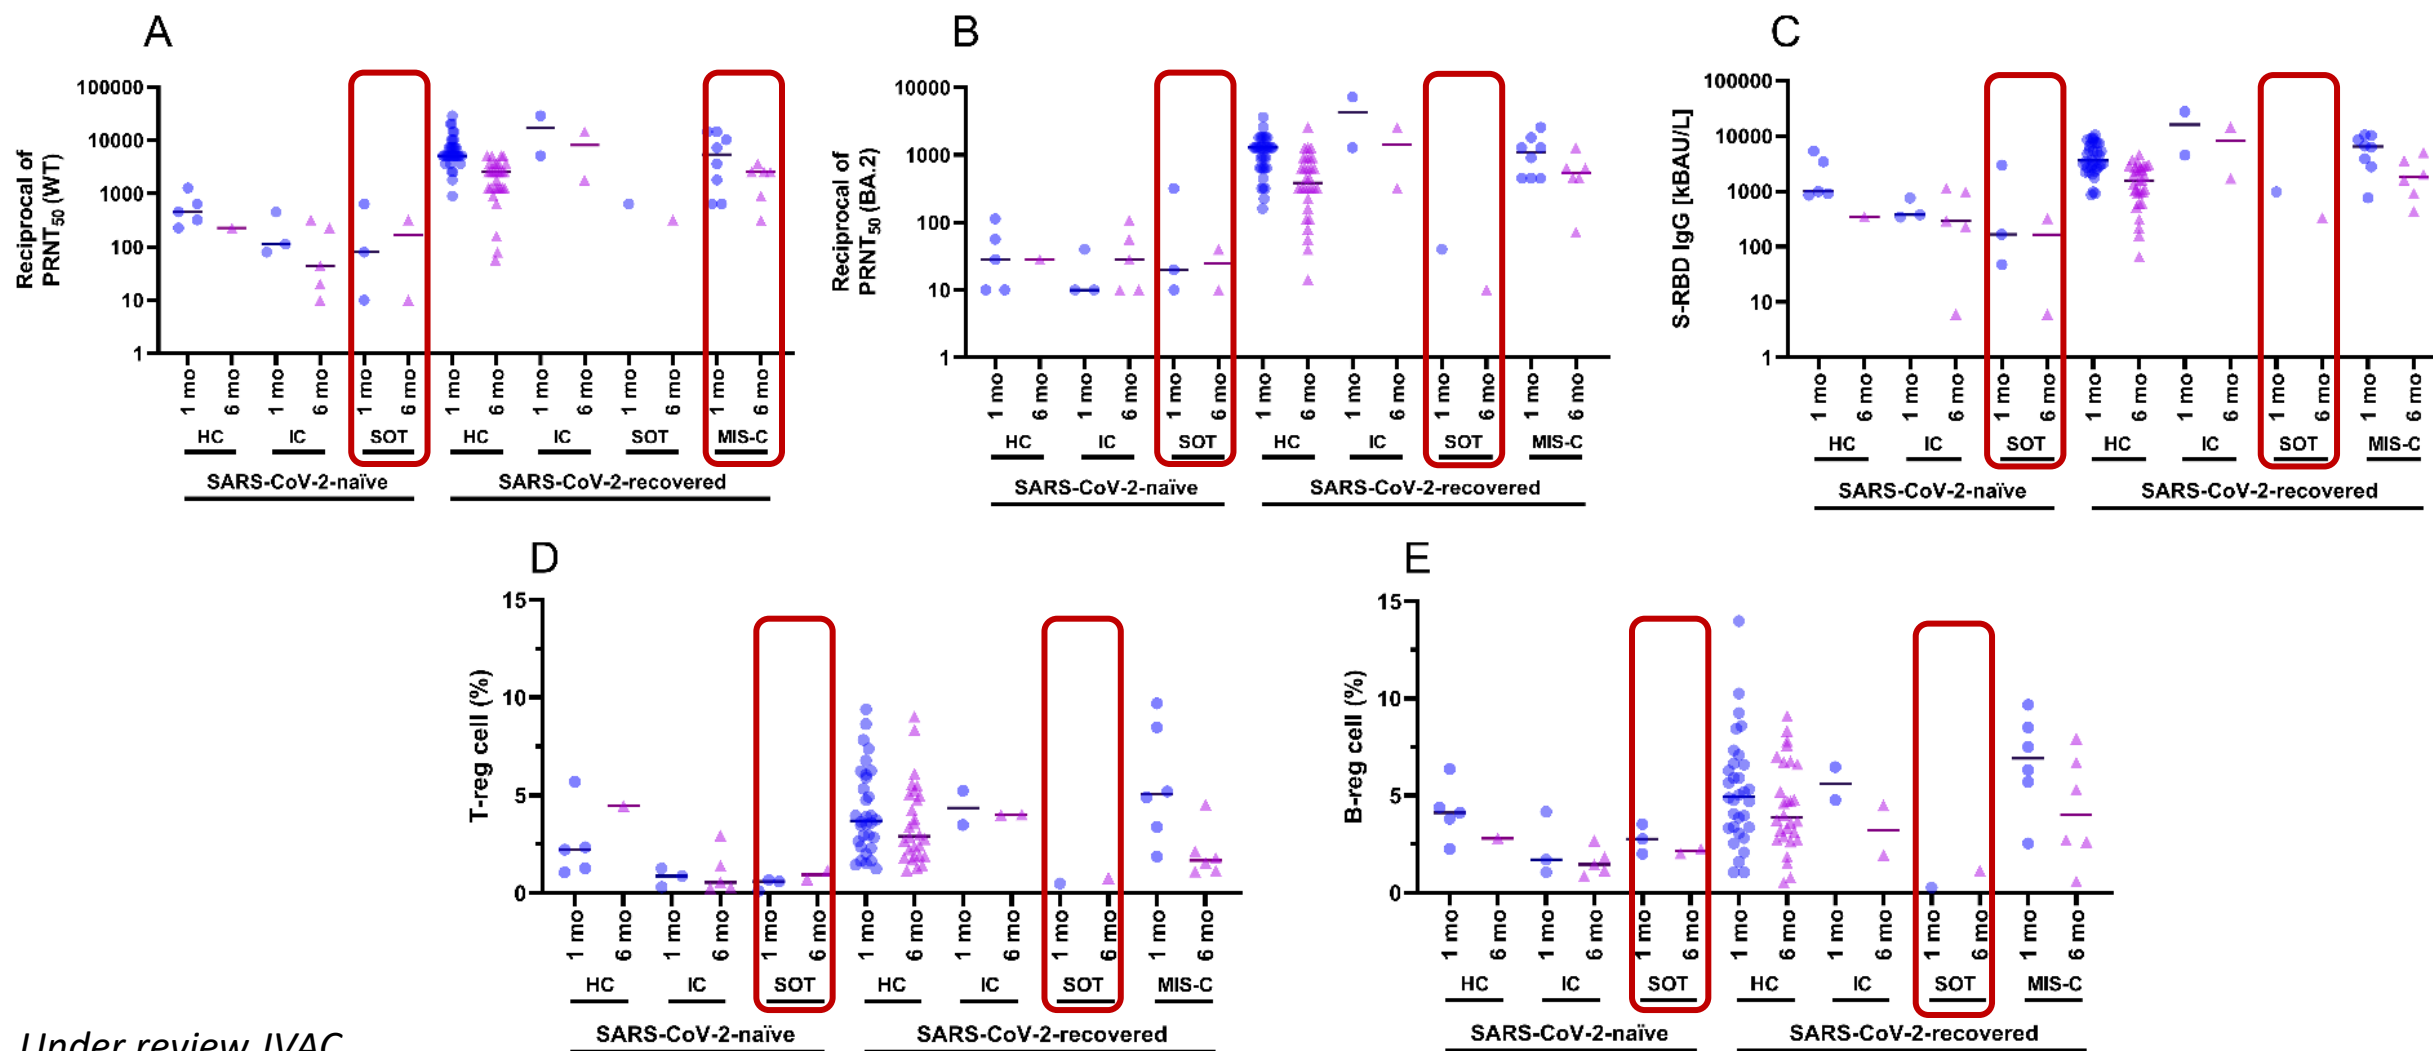 A
Reciprocal of
PRNT50 (WT)
100000
10000
1000
100
10
1
1 mo 6 mo 1 mo 6 mo 1 mo 6 mo 1 mo 6 mo 1 mo 6 mo 1 mo 6 mo 1 mo 6 mo
HC IC SOT HC IC SOT MIS-C
SARS-CoV-2-naïve SARS-CoV-2-recovered
B
Reciprocal of
PRNT50 (BA.2)
10000
1000
100
10
1
1 mo 6 mo 1 mo 6 mo 1 mo 6 mo 1 mo 6 mo 1 mo 6 mo 1 mo 6 mo 1 mo 6 mo
HC IC SOT HC IC SOT MIS-C
SARS-CoV-2-naïve SARS-CoV-2-recovered
C
S-RBD IgG [kBAU/L]
100000
10000
1000
100
10
1
1 mo 6 mo 1 mo 6 mo 1 mo 6 mo 1 mo 6 mo 1 mo 6 mo 1 mo 6 mo 1 mo 6 mo
HC IC SOT HC IC SOT MIS-C
SARS-CoV-2-naïve SARS-CoV-2-recovered
D
T-reg cell (%)
15
10
5
0
1 mo 6 mo 1 mo 6 mo 1 mo 6 mo 1 mo 6 mo 1 mo 6 mo 1 mo 6 mo 1 mo 6 mo
HC IC SOT HC IC SOT MIS-C
SARS-CoV-2-naïve SARS-CoV-2-recovered
E
B-reg cell (%)
15
10
5
0
1 mo 6 mo 1 mo 6 mo 1 mo 6 mo 1 mo 6 mo 1 mo 6 mo 1 mo 6 mo 1 mo 6 mo
HC IC SOT HC IC SOT MIS-C
SARS-CoV-2-naïve SARS-CoV-2-recovered
Under review JVAC